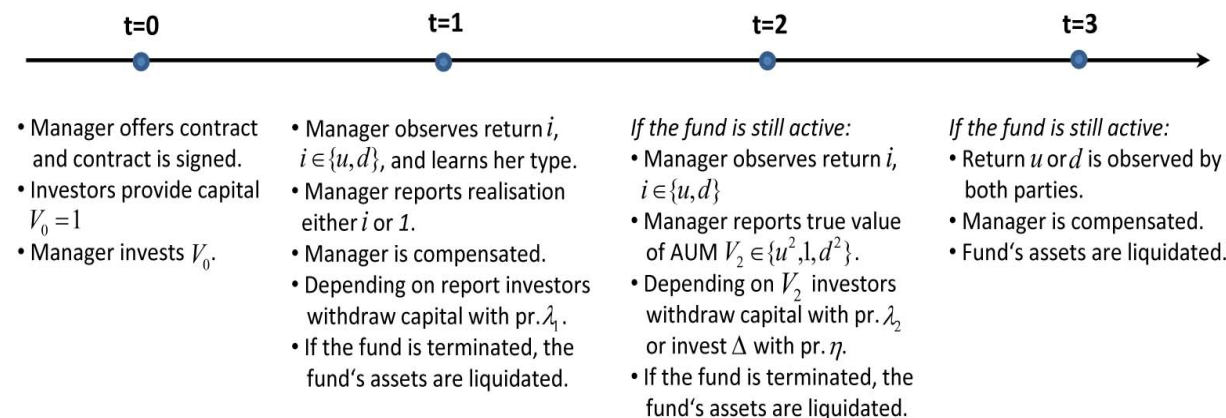 t=0
• Manager offers contract
and contract is signed.
• Investors provide capital
V₀ =1
• Manager invests V₀.
t=1
• Manager observes return i,
i∈{u,d}, and learns her type.
• Manager reports realisation
either i or 1.
• Manager is compensated.
• Depending on report investors
withdraw capital with pr. λ₁.
• If the fund is terminated, the
fund's assets are liquidated.
t=2
If the fund is still active:
• Manager observes return i,
i∈{u,d}
• Manager reports true value
of AUM V₂ ∈{u²,1,d²}.
• Depending on V₂ investors
withdraw capital with pr. λ₂
or invest Δ with pr. η.
• If the fund is terminated, the
fund's assets are liquidated.
t=3
If the fund is still active:
• Return u or d is observed by
both parties.
• Manager is compensated.
• Fund's assets are liquidated.